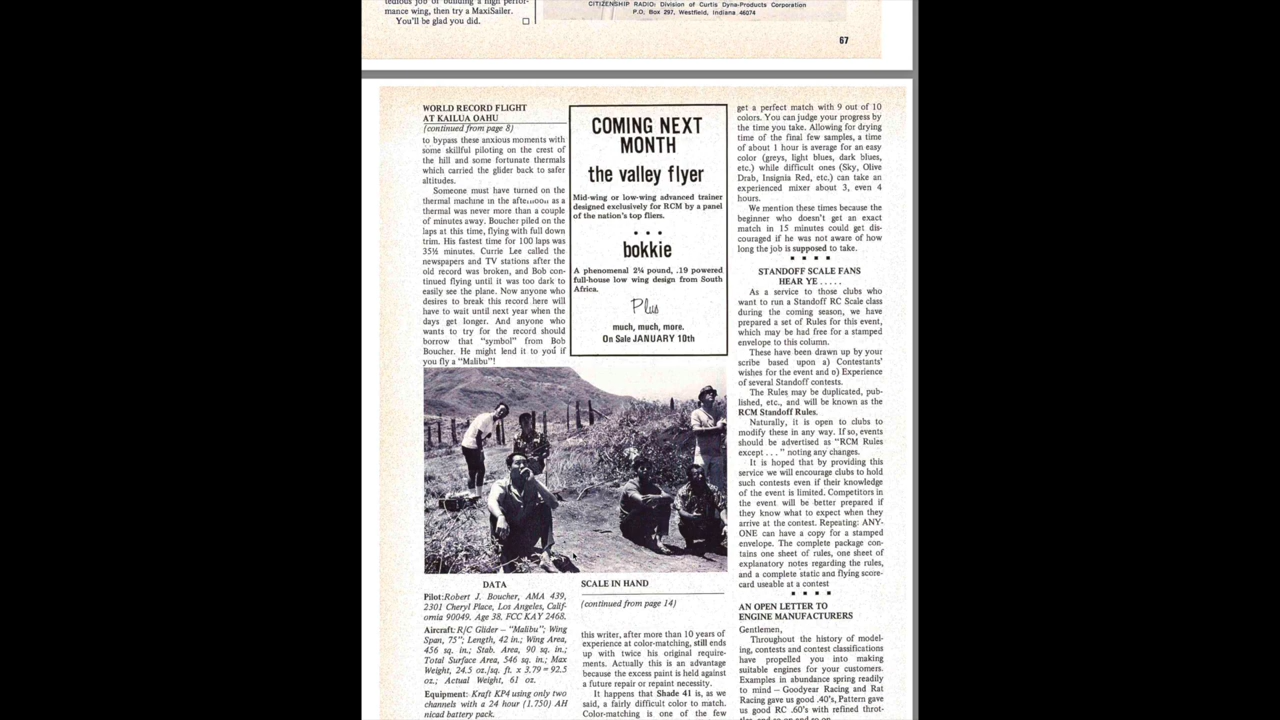 tedious job of building a high perfor-
mance wing, then try a MaxiSailer.
You'll be glad you did.
CITIZENSHIP RADIO: Division of Curtis Dyna-Products Corporation
P.O. Box 297, Westfield, Indiana 46074
67
WORLD RECORD FLIGHT
AT KAILUA OAHU
(continued from page 8)
to bypass these anxious moments with
some skillful piloting on the crest of
the hill and some fortunate thermals
which carried the glider back to safer
altitudes.
Someone must have turned on the
thermal machine in the afternoon as a
thermal was never more than a couple
of minutes away. Boucher piled on the
laps at this time, flying with full down
trim. His fastest time for 100 laps was
35½ minutes. Currie Lee called the
newspapers and TV stations after the
old record was broken, and Bob con-
tinued flying until it was too dark to
easily see the plane. Now anyone who
desires to break this record here will
have to wait until next year when the
days get longer. And anyone who
wants to try for the record should
borrow that "symbol" from Bob
Boucher. He might lend it to you if
you fly a "Malibu"!
COMING NEXT
MONTH
the valley flyer
Mid-wing or low-wing advanced trainer
designed exclusively for RCM by a panel
of the nation's top fliers.
• • •
bokkie
A phenomenal 2¼ pound, .19 powered
full-house low wing design from South
Africa.
Plus
much, much, more.
On Sale JANUARY 10th
DATA
Pilot:Robert J. Boucher, AMA 439,
2301 Cheryl Place, Los Angeles, Calif-
ornia 90049. Age 38, FCC KAY 2468.
Aircraft:R/C Glider – "Malibu"; Wing
Span, 75"; Length, 42 in.; Wing Area,
456 sq. in.; Stab. Area, 90 sq. in.;
Total Surface Area, 546 sq. in.; Max
Weight, 24.5 oz./sq. ft. x 3.79 = 92.5
oz.; Actual Weight, 61 oz.
Equipment: Kraft KP4 using only two
channels with a 24 hour (1.750) AH
nicad battery pack.
SCALE IN HAND
(continued from page 14)
this writer, after more than 10 years of
experience at color-matching, still ends
up with twice his original require-
ments. Actually this is an advantage
because the excess paint is held against
a future repair or repaint necessity.
It happens that Shade 41 is, as we
said, a fairly difficult color to match.
Color-matching is one of the few
get a perfect match with 9 out of 10
colors. You can judge your progress by
the time you take. Allowing for drying
time of the final few samples, a time
of about 1 hour is average for an easy
color (greys, light blues, dark blues,
etc.) while difficult ones (Sky, Olive
Drab, Insignia Red, etc.) can take an
experienced mixer about 3, even 4
hours.
We mention these times because the
beginner who doesn't get an exact
match in 15 minutes could get dis-
couraged if he was not aware of how
long the job is supposed to take.
STANDOFF SCALE FANS
HEAR YE . . . . .
As a service to those clubs who
want to run a Standoff RC Scale class
during the coming season, we have
prepared a set of Rules for this event,
which may be had free for a stamped
envelope to this column.
These have been drawn up by your
scribe based upon a) Contestants'
wishes for the event and o) Experience
of several Standoff contests.
The Rules may be duplicated, pub-
lished, etc., and will be known as the
RCM Standoff Rules.
Naturally, it is open to clubs to
modify these in any way. If so, events
should be advertised as "RCM Rules
except . . . " noting any changes.
It is hoped that by providing this
service we will encourage clubs to hold
such contests even if their knowledge
of the event is limited. Competitors in
the event will be better prepared if
they know what to expect when they
arrive at the contest. Repeating: ANY-
ONE can have a copy for a stamped
envelope. The complete package con-
tains one sheet of rules, one sheet of
explanatory notes regarding the rules,
and a complete static and flying score-
card useable at a contest
AN OPEN LETTER TO
ENGINE MANUFACTURERS
Gentlemen,
Throughout the history of model-
ing, contests and contest classifications
have propelled you into making
suitable engines for your customers.
Examples in abundance spring readily
to mind – Goodyear Racing and Rat
Racing gave us good .40's, Pattern gave
us good RC .60's with refined throt-
tles, and so on and so on.